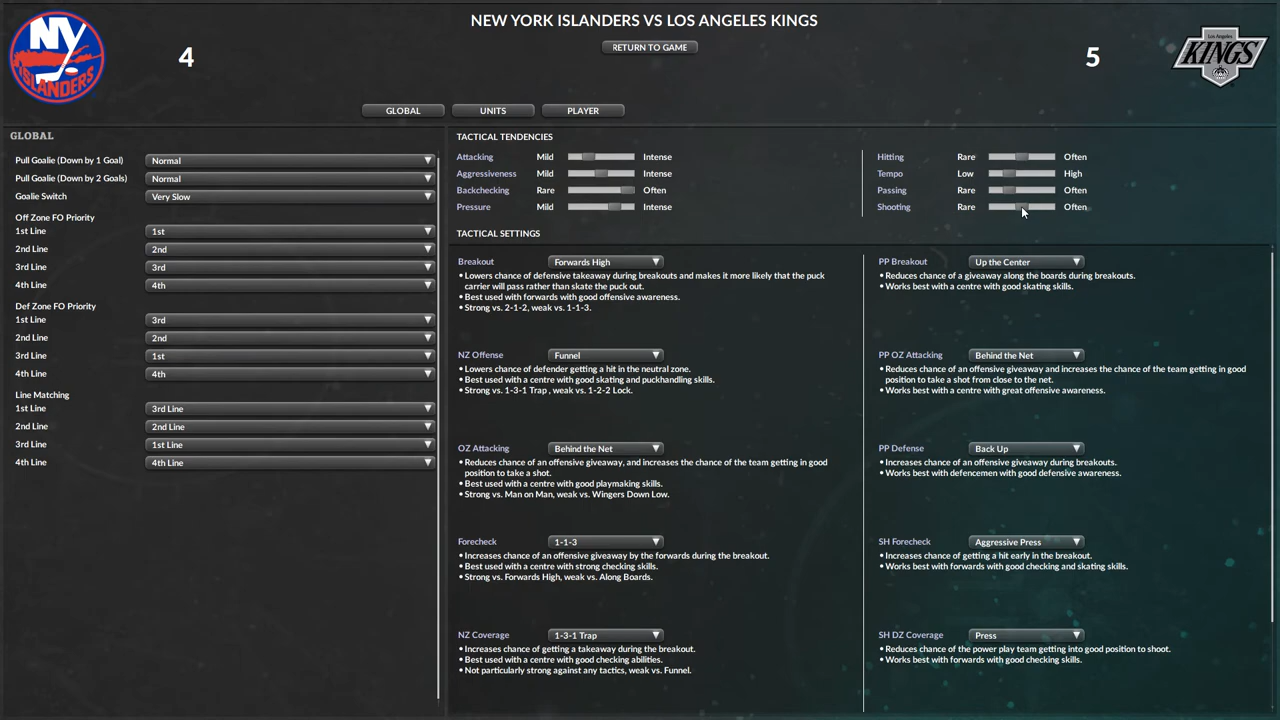 NEW YORK ISLANDERS VS LOS ANGELES KINGS
NY
ISLANDERS
4
RETURN TO GAME
5
Los Angeles
KINGS
GLOBAL
UNITS
PLAYER
GLOBAL
Pull Goalie (Down by 1 Goal) Normal
Pull Goalie (Down by 2 Goals) Normal
Goalie Switch Very Slow
Off Zone FO Priority
1st Line 1st
2nd Line 2nd
3rd Line 3rd
4th Line 4th
Def Zone FO Priority
1st Line 3rd
2nd Line 2nd
3rd Line 1st
4th Line 4th
Line Matching
1st Line 3rd Line
2nd Line 2nd Line
3rd Line 1st Line
4th Line 4th Line
TACTICAL TENDENCIES
Attacking Mild Intense
Aggressiveness Mild Intense
Backchecking Rare Often
Pressure Mild Intense
Hitting Rare Often
Tempo Low High
Passing Rare Often
Shooting Rare Often
TACTICAL SETTINGS
Breakout Forwards High
• Lowers chance of defensive takeaway during breakouts and makes it more likely that the puck
carrier will pass rather than skate the puck out.
• Best used with forwards with good offensive awareness.
• Strong vs. 2-1-2, weak vs. 1-1-3.
NZ Offense Funnel
• Lowers chance of defender getting a hit in the neutral zone.
• Best used with a centre with good skating and puckhandling skills.
• Strong vs. 1-3-1 Trap , weak vs. 1-2-2 Lock.
OZ Attacking Behind the Net
• Reduces chance of an offensive giveaway, and increases the chance of the team getting in good
position to take a shot.
• Best used with a centre with good playmaking skills.
• Strong vs. Man on Man, weak vs. Wingers Down Low.
Forecheck 1-1-3
• Increases chance of an offensive giveaway by the forwards during the breakout.
• Best used with a centre with strong checking skills.
• Strong vs. Forwards High, weak vs. Along Boards.
NZ Coverage 1-3-1 Trap
• Increases chance of getting a takeaway during the breakout.
• Best used with a centre with good checking abilities.
• Not particularly strong against any tactics, weak vs. Funnel.
PP Breakout Up the Center
• Reduces chance of a giveaway along the boards during breakouts.
• Works best with a centre with good skating skills.
PP OZ Attacking Behind the Net
• Reduces chance of an offensive giveaway and increases the chance of the team getting in good
position to take a shot from close to the net.
• Works best with a centre with great offensive awareness.
PP Defense Back Up
• Increases chance of an offensive giveaway during breakouts.
• Works best with defencemen with good defensive awareness.
SH Forecheck Aggressive Press
• Increases chance of getting a hit early in the breakout.
• Works best with forwards with good checking and skating skills.
SH DZ Coverage Press
• Reduces chance of the power play team getting into good position to shoot.
• Works best with forwards with good checking skills.